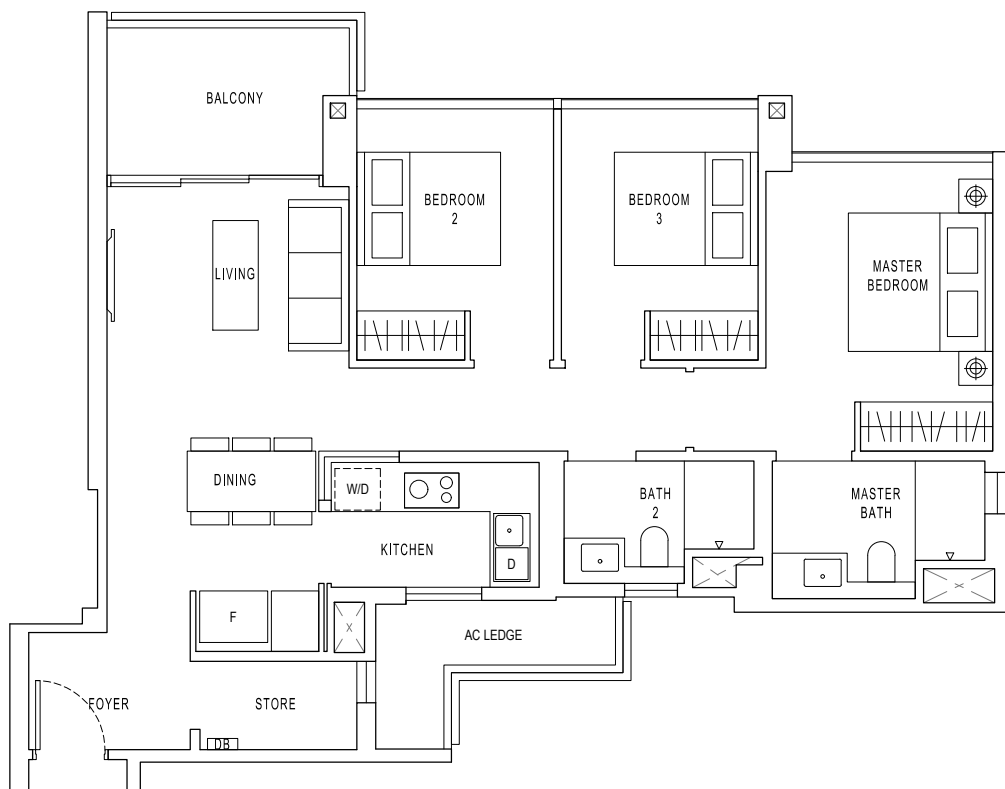 BALCONY
BEDROOM
2
BEDROOM
3
LIVING
MASTER
BEDROOM
DINING
W/D
BATH
2
MASTER
BATH
KITCHEN
D
F
AC LEDGE
FOYER
STORE
DB